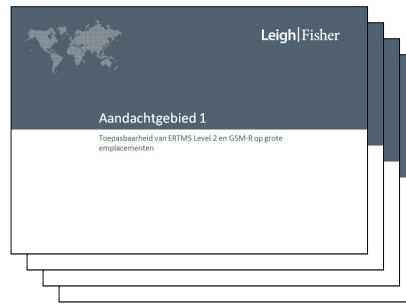 Leigh|Fisher
Aandachtgebied 1
Toepasbaarheid van ERTMS Level 2 en GSM-R op grote
emplacementen